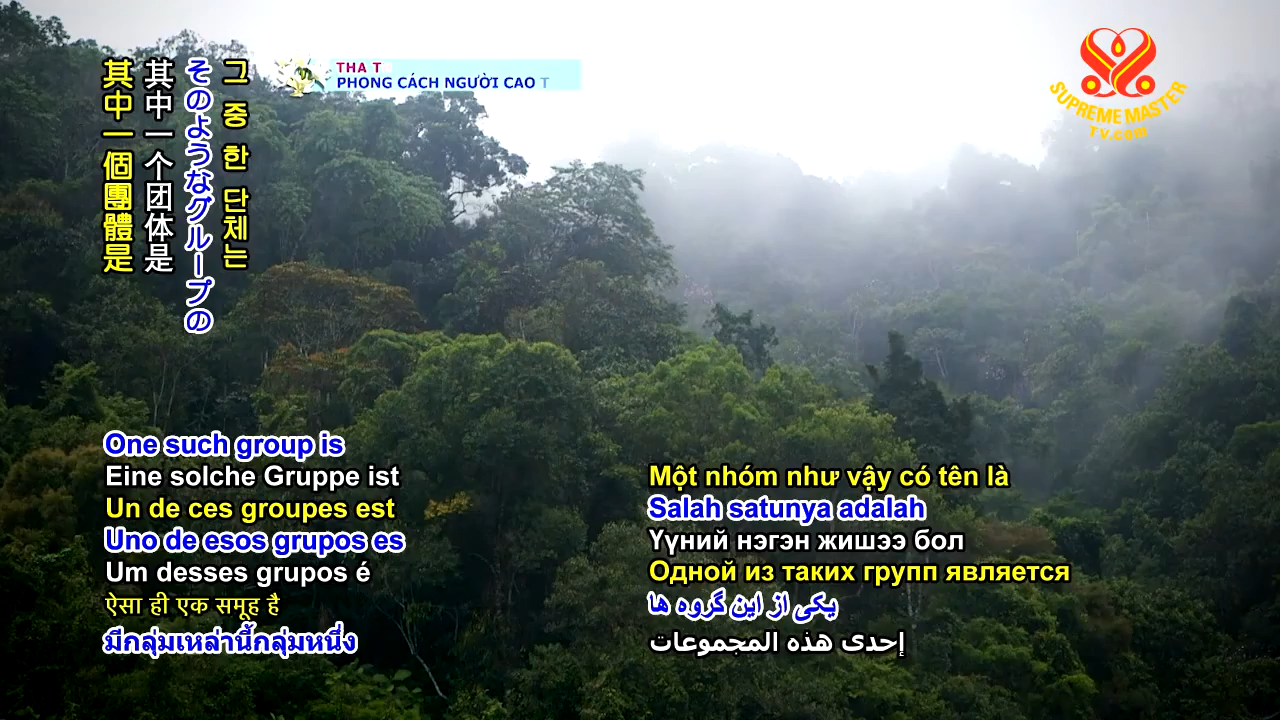 THA T
PHONG CÁCH NGƯỜI CAO T
SUPREME MASTER
TV.com
그 중 한 단체는
そのようなグループの
其中一个团体是
其中一個團體是
One such group is
Eine solche Gruppe ist
Un de ces groupes est
Uno de esos grupos es
Um desses grupos é
ऐसा ही एक समूह है
มีกลุ่มเหล่านี้กลุ่มหนึ่ง
Một nhóm như vậy có tên là
Salah satunya adalah
Үүний нэгэн жишээ бол
Одной из таких групп является
یکی از این گروه ها
إحدى هذه المجموعات